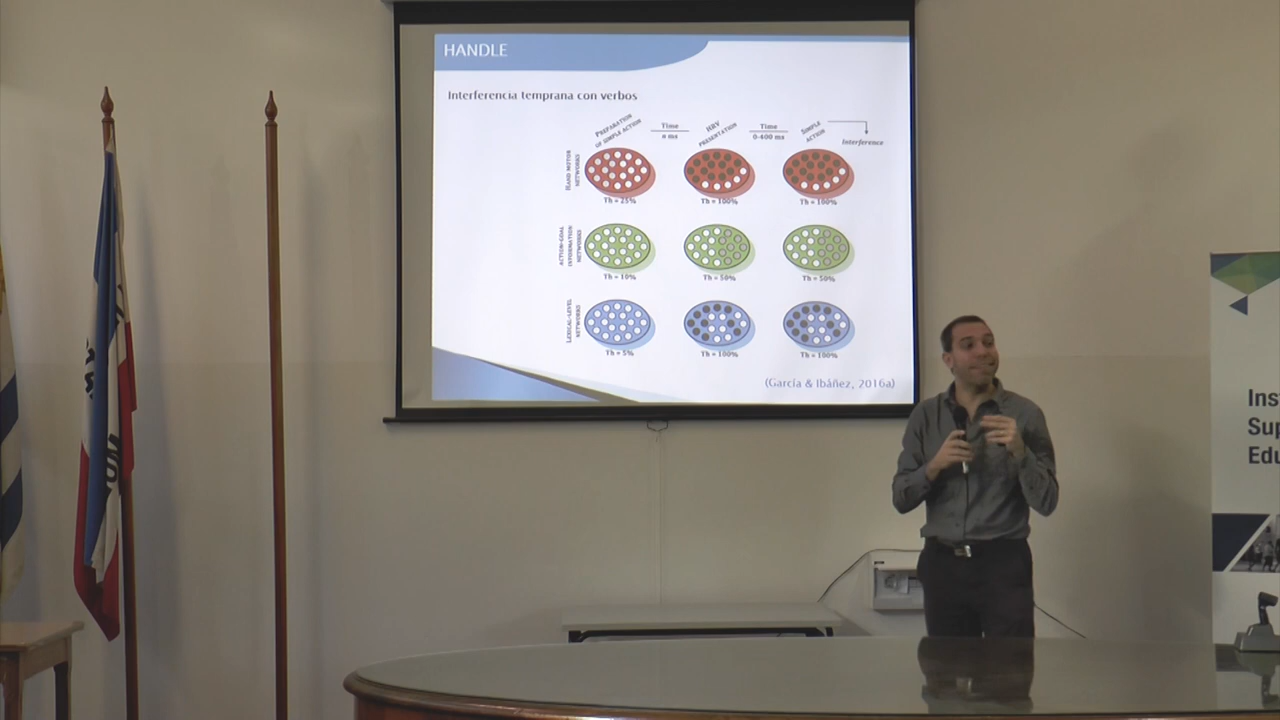 HANDLE
Interferencia temprana con verbos
PREPARATION
OF SIMPLE ACTION
Time
∞ ms
HRV
PRESENTATION
Time
0-400 ms
SIMPLE
ACTION
Interference
HAND MOTOR
NETWORKS
Th = 25%
Th = 100%
Th = 100%
ACTION-GOAL
INFORMATION
NETWORKS
Th = 10%
Th = 50%
Th = 50%
LEXICAL-LEVEL
NETWORKS
Th = 5%
Th = 100%
Th = 100%
(García & Ibáñez, 2016a)
Ins
Sup
Edu